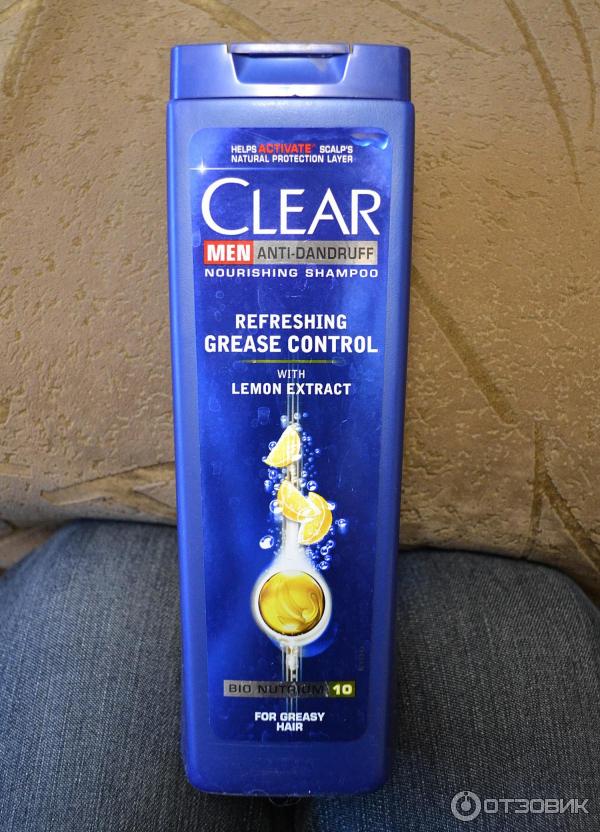 HELPS ACTIVATE™ SCALP'S
NATURAL PROTECTION LAYER
CLEAR
MEN ANTI-DANDRUFF
NOURISHING SHAMPOO
REFRESHING
GREASE CONTROL
WITH
LEMON EXTRACT
BIO NUTRIUM 10
FOR GREASY
HAIR
ОТЗОВИК